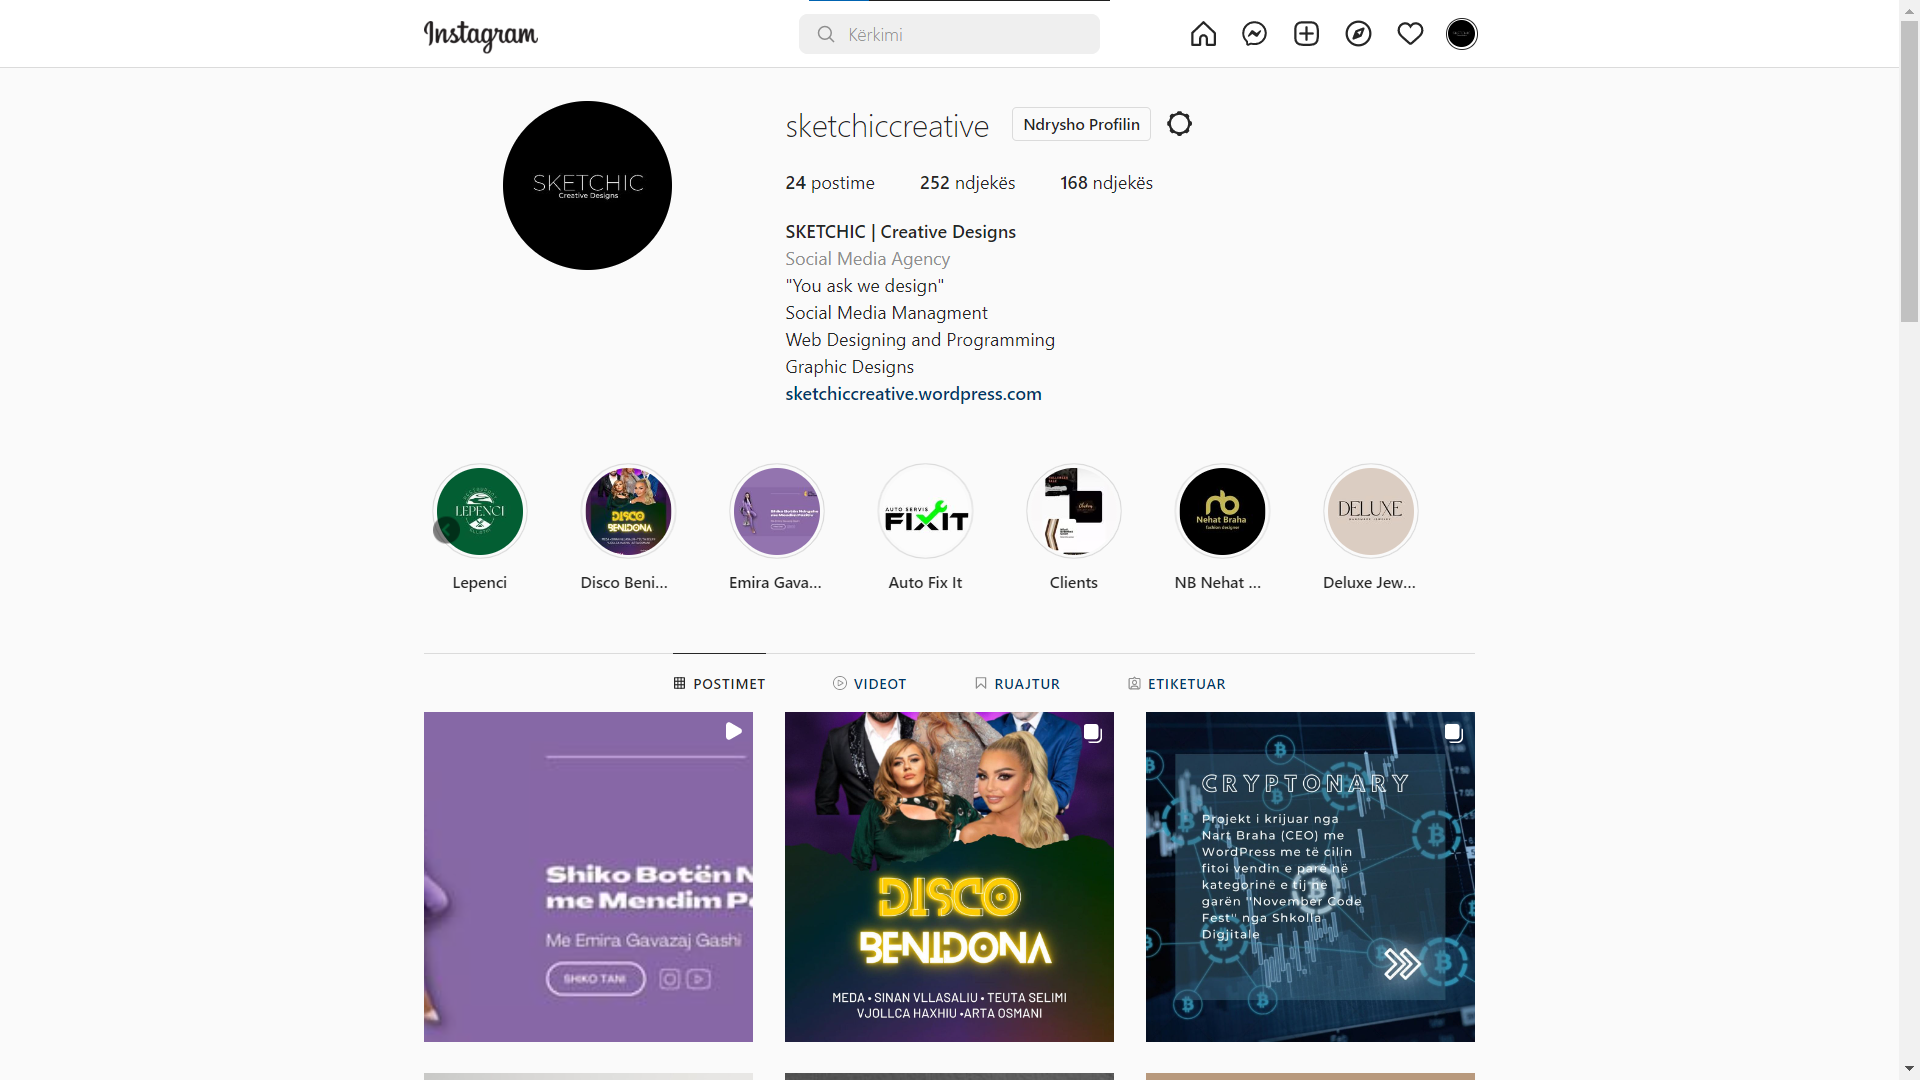 Instagram
Kërkimi
SKETCHIC
Creative Designs
sketchiccreative
Ndrysho Profilin
24 postime 252 ndjekës 168 ndjekës
SKETCHIC | Creative Designs
Social Media Agency
"You ask we design"
Social Media Managment
Web Designing and Programming
Graphic Designs
sketchiccreative.wordpress.com
LEPENCI
DISCO
BENIDONA
AUTO SERVIS
FIXIT
nb
Nehat Braha
fashion designer
DELUXE
Lepenci
Disco Beni...
Emira Gava...
Auto Fix It
Clients
NB Nehat ...
Deluxe Jew...
POSTIMET
VIDEOT
RUAJTUR
ETIKETUAR
Shiko Botën N
me Mendim P
Me Emira Gavazaj Gashi
SHIKO TANI
DISCO
BENIDONA
MEDA • SINAN VLLASALIU • TEUTA SELIMI
VJOLLCA HAXHIU •ARTA OSMANI
CRYPTONARY
Projekt i krijuar nga
Nart Braha (CEO) me
WordPress me të cilin
fitoi vendin e parë në
kategorinë e tij në
garën "November Code
Fest" nga Shkolla
Digjitale